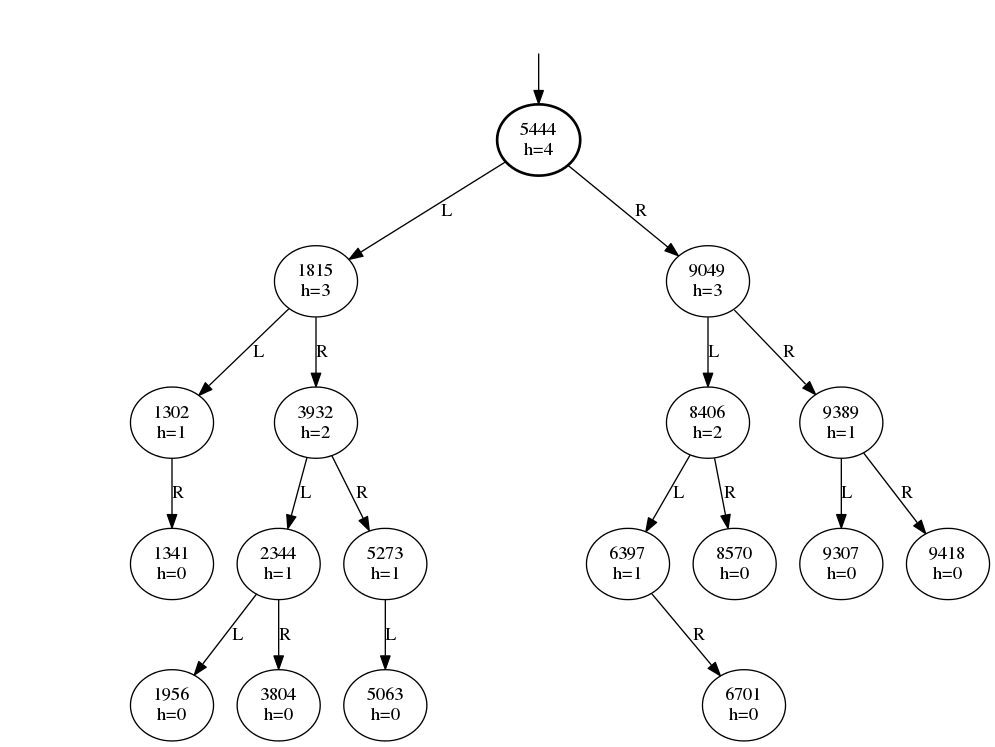 5444
h=4
L
R
1815
h=3
9049
h=3
L
R
L
R
1302
h=1
3932
h=2
8406
h=2
9389
h=1
R
L
R
L
R
L
R
1341
h=0
2344
h=1
5273
h=1
6397
h=1
8570
h=0
9307
h=0
9418
h=0
L
R
L
R
1956
h=0
3804
h=0
5063
h=0
6701
h=0